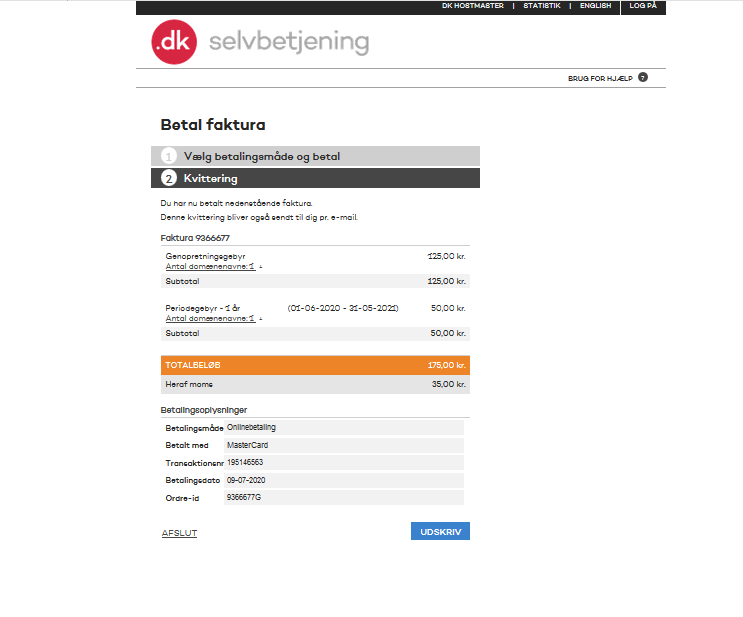 DK HOSTMASTER | STATISTIK | ENGLISH LOG PÅ
.dk selvbetjening
BRUG FOR HJÆLP ?
Betal faktura
1 Vælg betalingsmåde og betal
2 Kvittering
Du har nu betalt nedenstående faktura.
Denne kvittering bliver også sendt til dig pr. e-mail.
Faktura 9366677
Genopretningsgebyr 125,00 kr.
Antal domænenavne: 1
Subtotal 125,00 kr.
Periodegebyr - 1 år (01-06-2020 - 31-05-2021) 50,00 kr.
Antal domænenavne: 1
Subtotal 50,00 kr.
TOTALBELØB 175,00 kr.
Heraf moms 35,00 kr.
Betalingsoplysninger
Betalingsmåde Onlinebetaling
Betalt med MasterCard
Transaktionsnr 195146563
Betalingsdato 09-07-2020
Ordre-id 9366677G
AFSLUT UDSKRIV